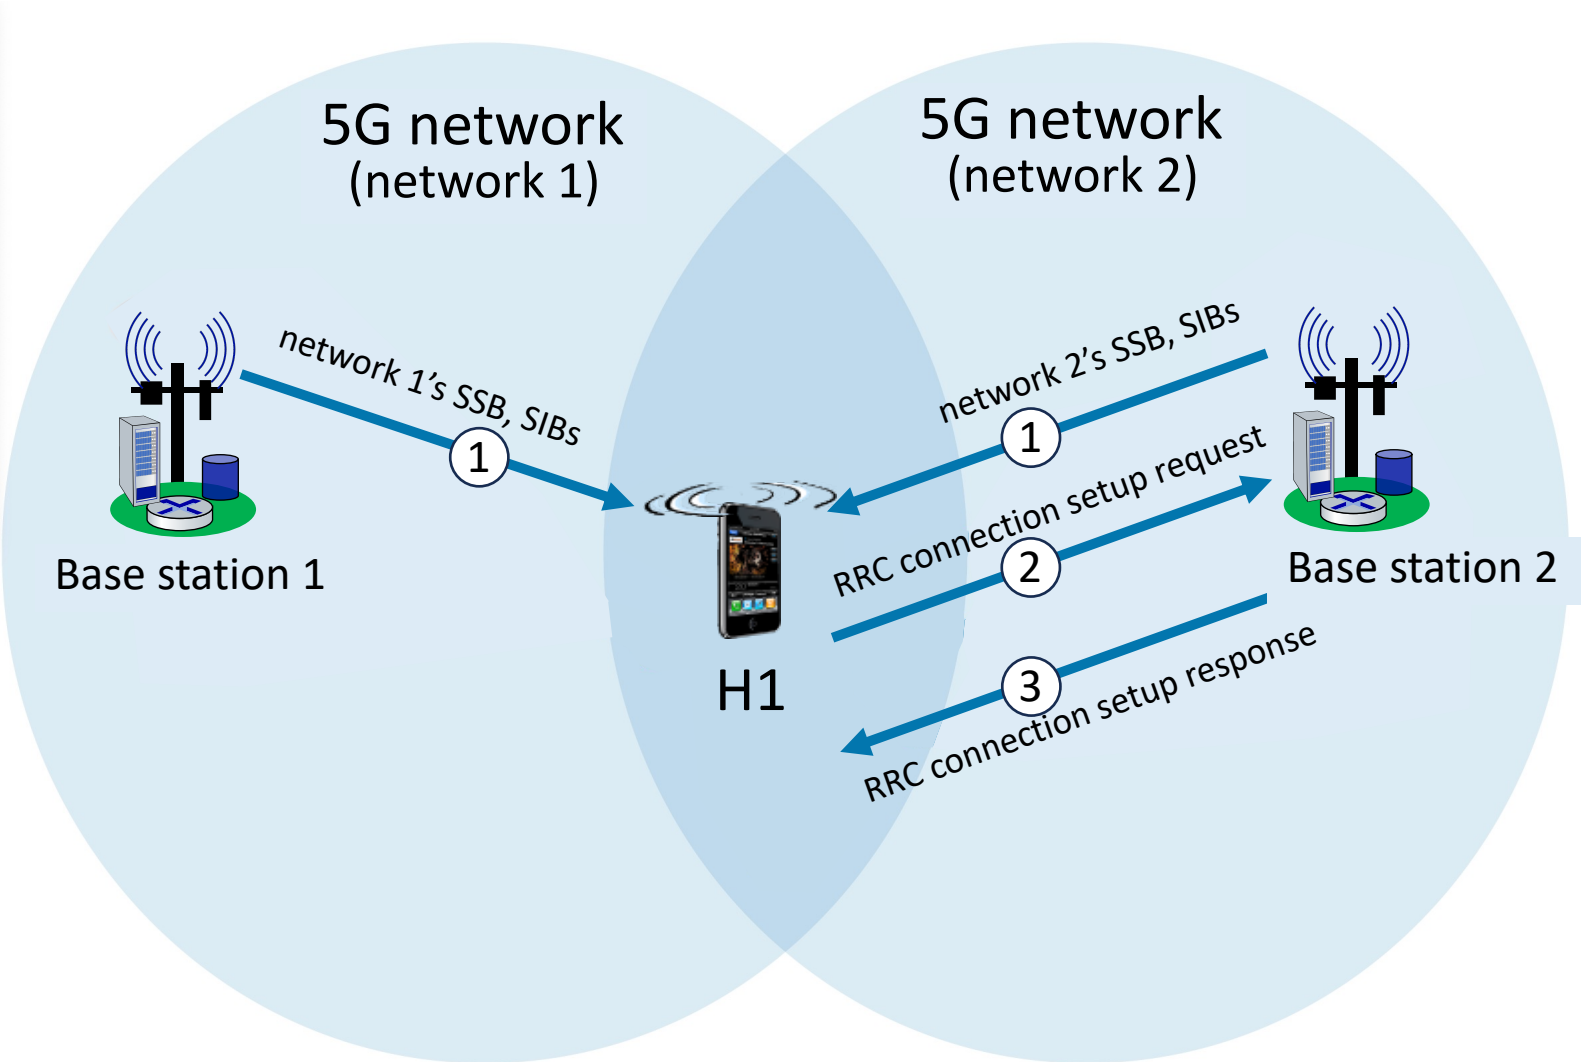 5G network
(network 1)
5G network
(network 2)
network 1’s SSB, SIBs
1
network 2’s SSB, SIBs
1
RRC connection setup request
2
RRC connection setup response
3
Base station 1
Base station 2
H1